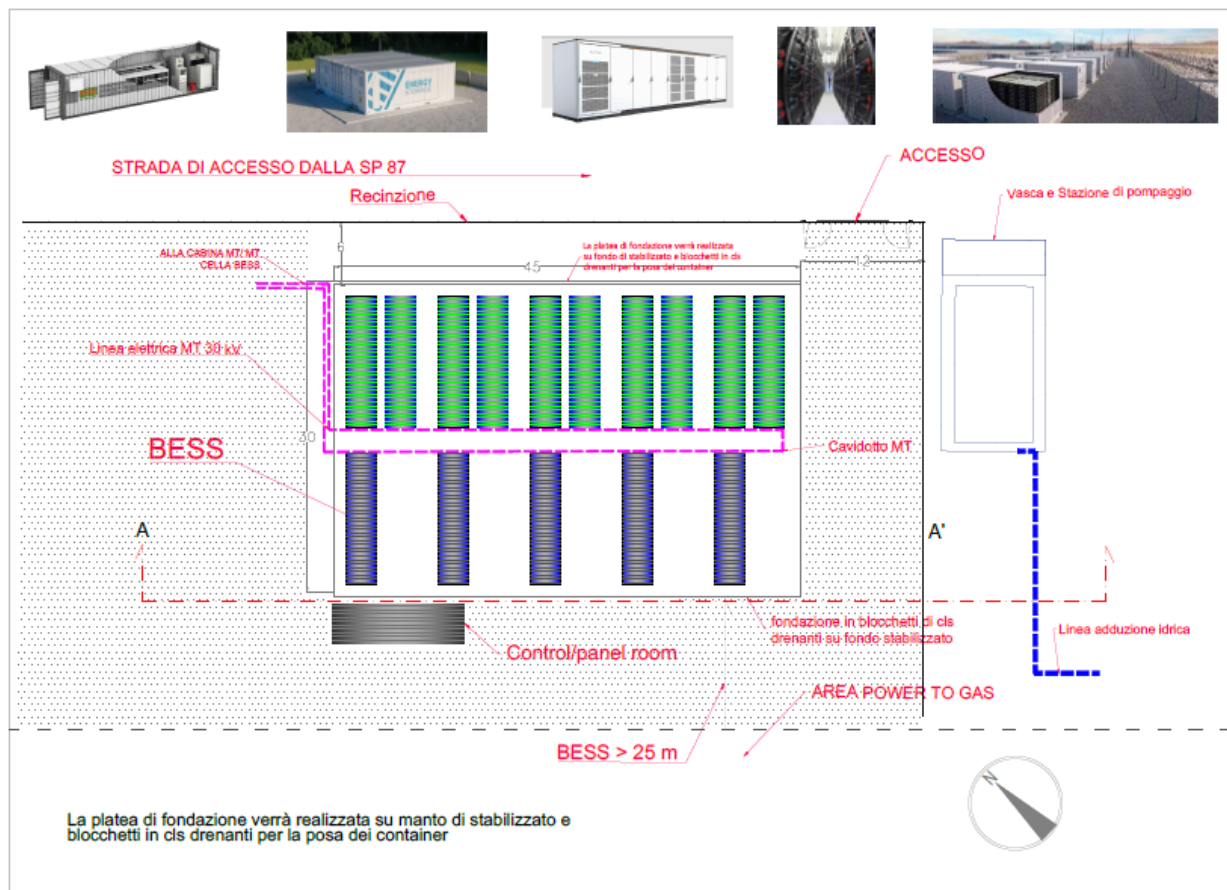 ENERGY
STORAGE
STRADA DI ACCESSO DALLA SP 87
ACCESSO
Recinzione
Vasca e Stazione di pompaggio
6
ALLA CABINA MT/ MT
CELLA BESS
La platea di fondazione verrà realizzata
su fondo di stabilizzato e blocchetti in cls
drenanti per la posa dei container
45
12
Linea elettrica MT 30 kV
30
BESS
Cavidotto MT
A
A'
fondazione in blocchetti di cls
drenanti su fondo stabilizzato
Linea adduzione idrica
Control/panel room
AREA POWER TO GAS
BESS > 25 m
N
La platea di fondazione verrà realizzata su manto di stabilizzato e
blocchetti in cls drenanti per la posa dei container